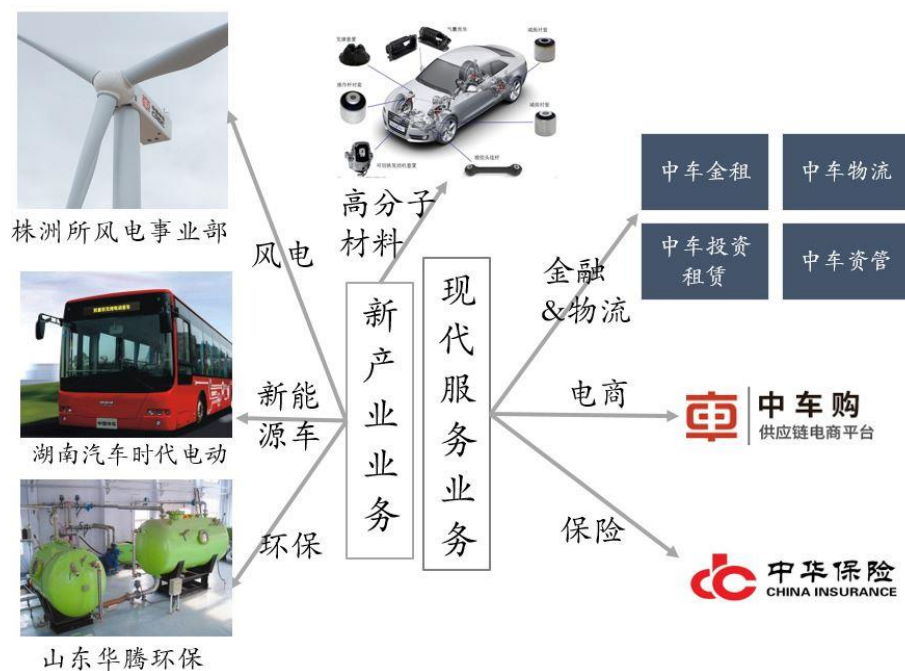 株洲所风电事业部
风电
高分子
材料
新能
源车
湖南汽车时代电动
环保
山东华腾环保
新产业业务
现代服务业务
金融
&物流
中车金租
中车物流
中车投资
租赁
中车资管
电商
中车购
供应链电商平台
保险
中华保险
CHINA INSURANCE